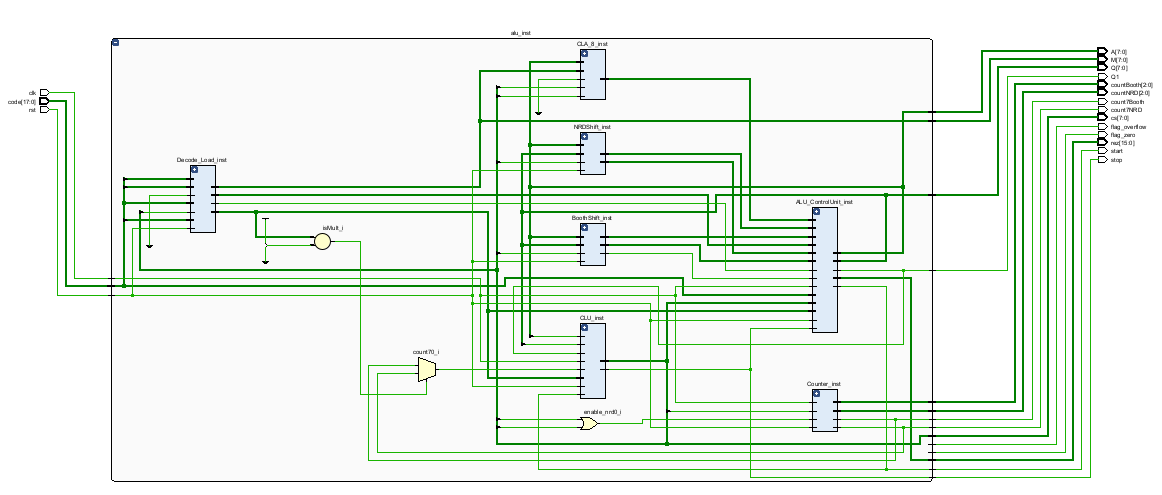 alu_inst
CLA_8_inst
A[7:0]
M[7:0]
Q[7:0]
Q1
countBooth[2:0]
countNRD[2:0]
count7Booth
count7NRD
cs[7:0]
flag_overflow
flag_zero
rez[15:0]
start
stop
clk
code[17:0]
rst
NRDShift_inst
Decode_Load_inst
ALU_ControlUnit_inst
BoothShift_inst
isMult_i
CLU_inst
count70_i
Counter_inst
enable_nrd0_i